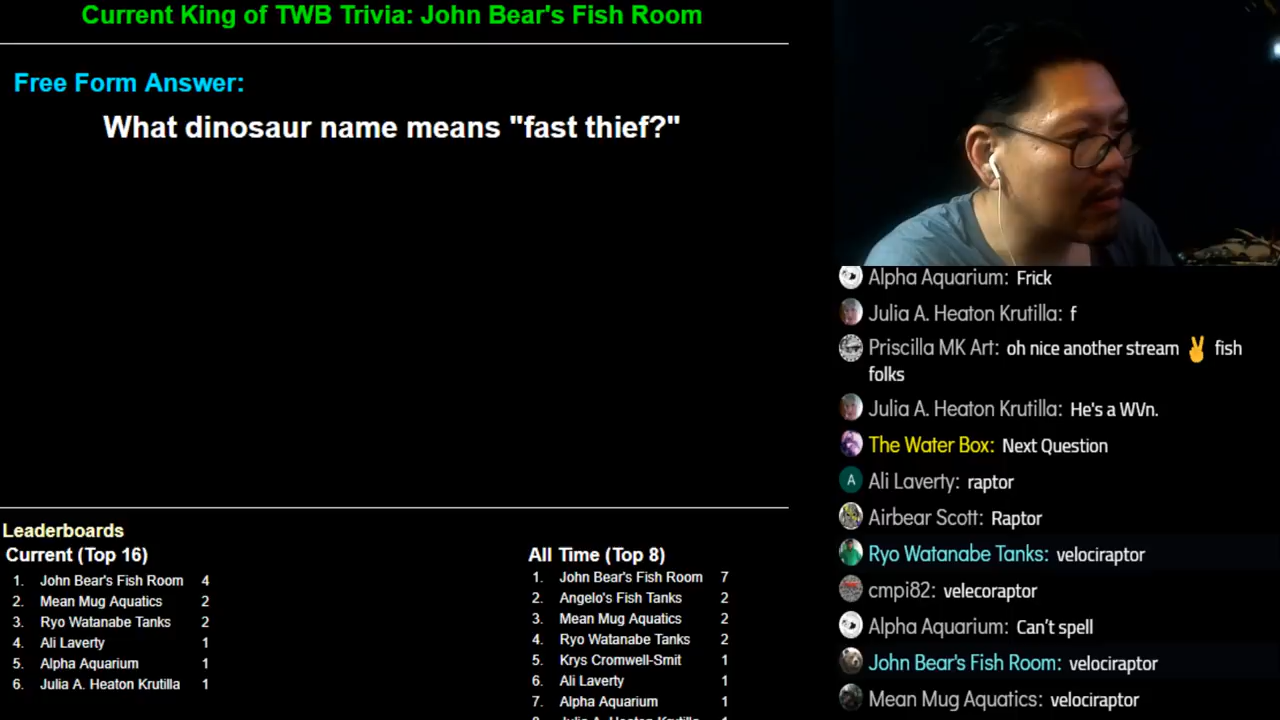 Current King of TWB Trivia: John Bear's Fish Room
Free Form Answer:
What dinosaur name means "fast thief?"
Alpha Aquarium: Frick
Julia A. Heaton Krutilla: f
Priscilla MK Art: oh nice another stream ✌ fish
folks
Julia A. Heaton Krutilla: He's a WVn.
The Water Box: Next Question
A Ali Laverty: raptor
Airbear Scott: Raptor
Ryo Watanabe Tanks: velociraptor
cmpi82: velecoraptor
Alpha Aquarium: Can't spell
John Bear's Fish Room: velociraptor
Mean Mug Aquatics: velociraptor
Leaderboards
Current (Top 16)
1. John Bear's Fish Room 4
2. Mean Mug Aquatics 2
3. Ryo Watanabe Tanks 2
4. Ali Laverty 1
5. Alpha Aquarium 1
6. Julia A. Heaton Krutilla 1
All Time (Top 8)
1. John Bear's Fish Room 7
2. Angelo's Fish Tanks 2
3. Mean Mug Aquatics 2
4. Ryo Watanabe Tanks 2
5. Krys Cromwell-Smit 1
6. Ali Laverty 1
7. Alpha Aquarium 1
8. Julia A. Heaton Krutilla 1